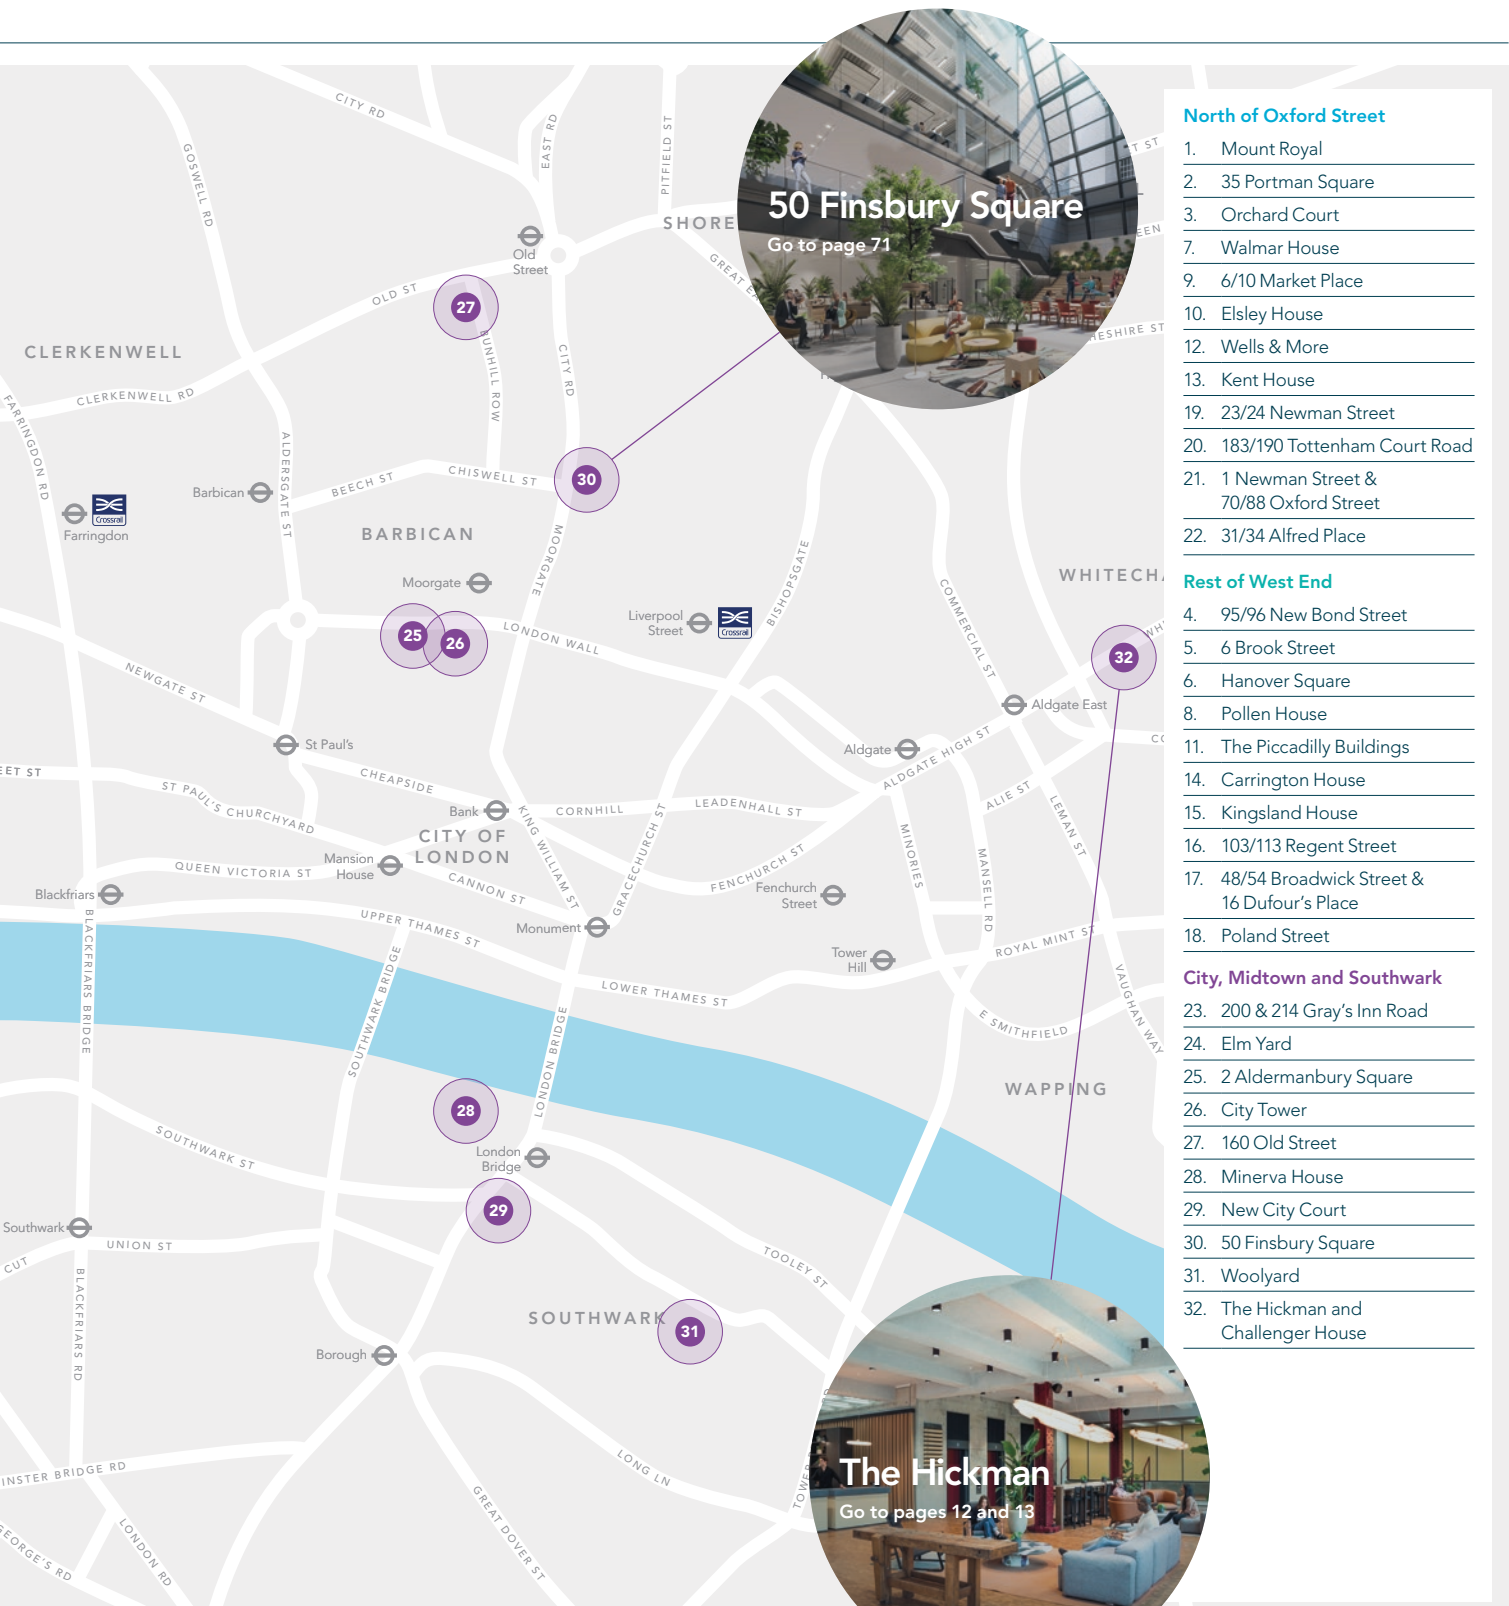 50 Finsbury Square
Go to page 71
CITY RD
EAST RD
PITFIELD ST
GOSWELL RD
Old
Street
OLD ST
27
BUNHILL ROW
CITY RD
CLERKENWELL
CLERKENWELL RD
FARRINGDON RD
ALDERSGATE ST
Barbican
BEECH ST
CHISWELL ST
30
Crossrail
Farringdon
BARBICAN
MOORGATE
Moorgate
25
26
LONDON WALL
Liverpool
Street
Crossrail
BISHOPSGATE
COMMERCIAL ST
32
NEWGATE ST
St Paul's
Aldgate East
Aldgate
ALDGATE HIGH ST
CHEAPSIDE
ST PAUL'S CHURCHYARD
Bank
CORNHILL
LEADENHALL ST
ALIE ST
LEMAN ST
CITY OF
LONDON
KING WILLIAM ST
GRACECHURCH ST
Mansion
House
QUEEN VICTORIA ST
CANNON ST
FENCHURCH ST
MINORIES
MANSELL RD
Fenchurch
Street
Blackfriars
UPPER THAMES ST
Monument
Tower
Hill
ROYAL MINT ST
BLACKFRIARS BRIDGE
SOUTHWARK BRIDGE
LOWER THAMES ST
LONDON BRIDGE
E SMITHFIELD
VAUGHAN WAY
WAPPING
28
SOUTHWARK ST
London
Bridge
29
Southwark
UNION ST
CUT
TOOLEY ST
BLACKFRIARS RD
SOUTHWARK
31
Borough
LONG LN
GREAT DOVER ST
LONDON RD
The Hickman
Go to pages 12 and 13
North of Oxford Street
1. Mount Royal
2. 35 Portman Square
3. Orchard Court
7. Walmar House
9. 6/10 Market Place
10. Elsley House
12. Wells & More
13. Kent House
19. 23/24 Newman Street
20. 183/190 Tottenham Court Road
21. 1 Newman Street &
70/88 Oxford Street
22. 31/34 Alfred Place
Rest of West End
4. 95/96 New Bond Street
5. 6 Brook Street
6. Hanover Square
8. Pollen House
11. The Piccadilly Buildings
14. Carrington House
15. Kingsland House
16. 103/113 Regent Street
17. 48/54 Broadwick Street &
16 Dufour's Place
18. Poland Street
City, Midtown and Southwark
23. 200 & 214 Gray's Inn Road
24. Elm Yard
25. 2 Aldermanbury Square
26. City Tower
27. 160 Old Street
28. Minerva House
29. New City Court
30. 50 Finsbury Square
31. Woolyard
32. The Hickman and
Challenger House